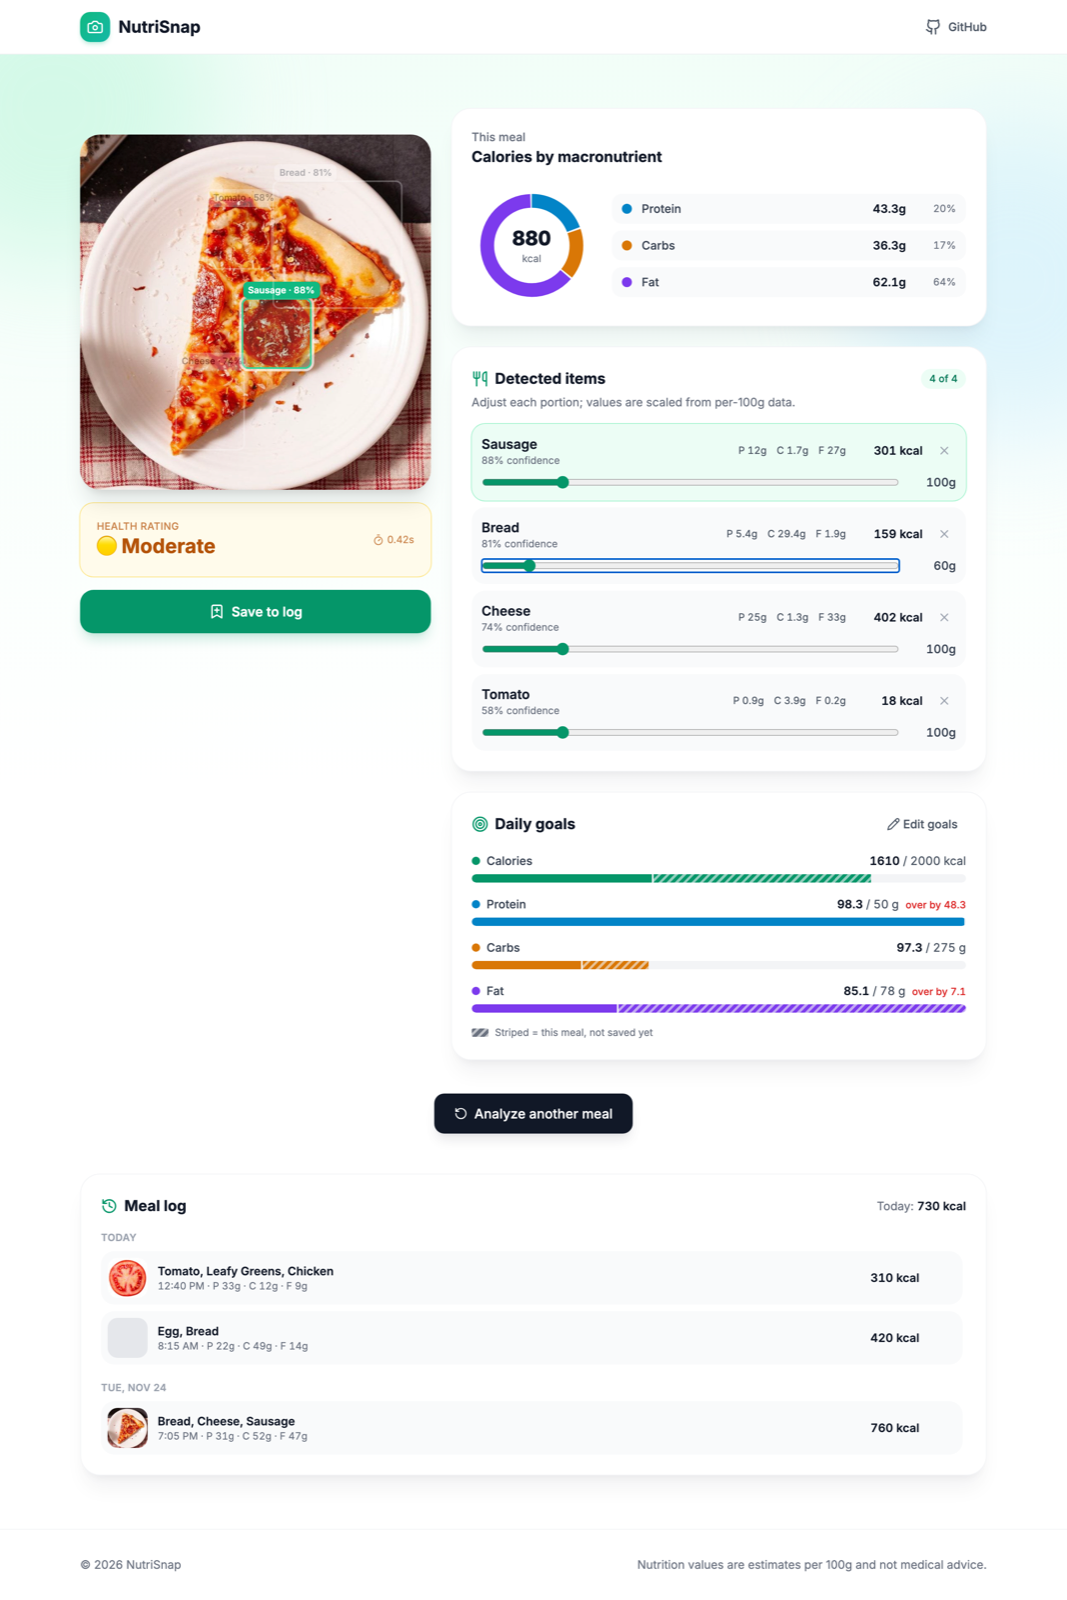 NutriSnap
GitHub
Bread · 81%
Tomato · 58%
Sausage · 88%
Cheese · 74%
HEALTH RATING
Moderate
0.42s
Save to log
This meal
Calories by macronutrient
880
kcal
Protein 43.3g 20%
Carbs 36.3g 17%
Fat 62.1g 64%
Detected items
4 of 4
Adjust each portion; values are scaled from per-100g data.
Sausage
88% confidence
P 12g C 1.7g F 27g 301 kcal
100g
Bread
81% confidence
P 5.4g C 29.4g F 1.9g 159 kcal
60g
Cheese
74% confidence
P 25g C 1.3g F 33g 402 kcal
100g
Tomato
58% confidence
P 0.9g C 3.9g F 0.2g 18 kcal
100g
Daily goals
Edit goals
Calories 1610 / 2000 kcal
Protein 98.3 / 50 g over by 48.3
Carbs 97.3 / 275 g
Fat 85.1 / 78 g over by 7.1
Striped = this meal, not saved yet
Analyze another meal
Meal log
Today: 730 kcal
TODAY
Tomato, Leafy Greens, Chicken
12:40 PM · P 33g · C 12g · F 9g
310 kcal
Egg, Bread
8:15 AM · P 22g · C 49g · F 14g
420 kcal
TUE, NOV 24
Bread, Cheese, Sausage
7:05 PM · P 31g · C 52g · F 47g
760 kcal
© 2026 NutriSnap
Nutrition values are estimates per 100g and not medical advice.